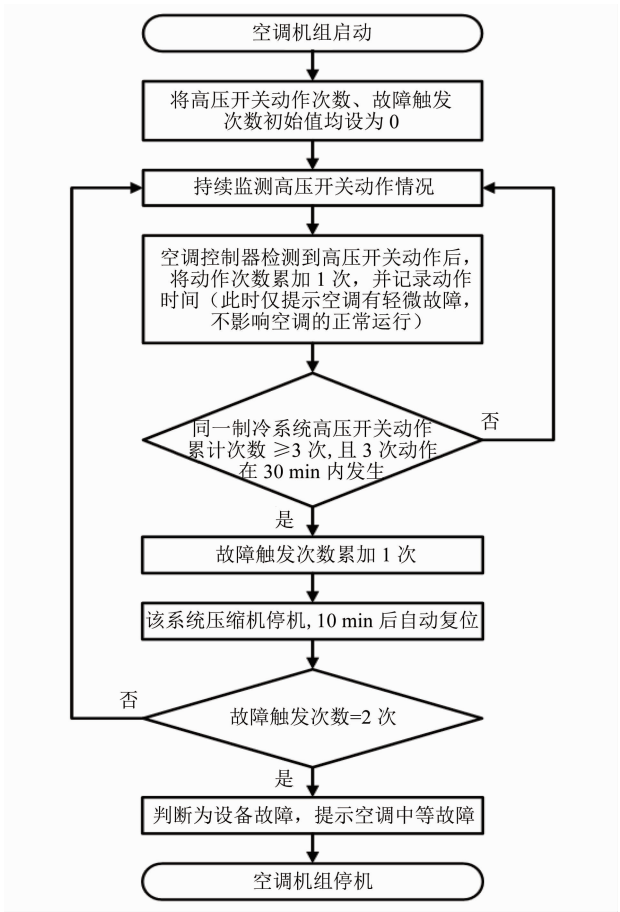 空调机组启动
将高压开关动作次数、故障触发
次数初始值均设为 0
持续监测高压开关动作情况
空调控制器检测到高压开关动作后，
将动作次数累加 1 次，并记录动作
时间（此时仅提示空调有轻微故障，
不影响空调的正常运行）
同一制冷系统高压开关动作
累计次数 ≥3 次,且 3 次动作
在 30 min 内发生
否
是
故障触发次数累加 1 次
该系统压缩机停机,10 min 后自动复位
否
故障触发次数=2 次
是
判断为设备故障，提示空调中等故障
空调机组停机